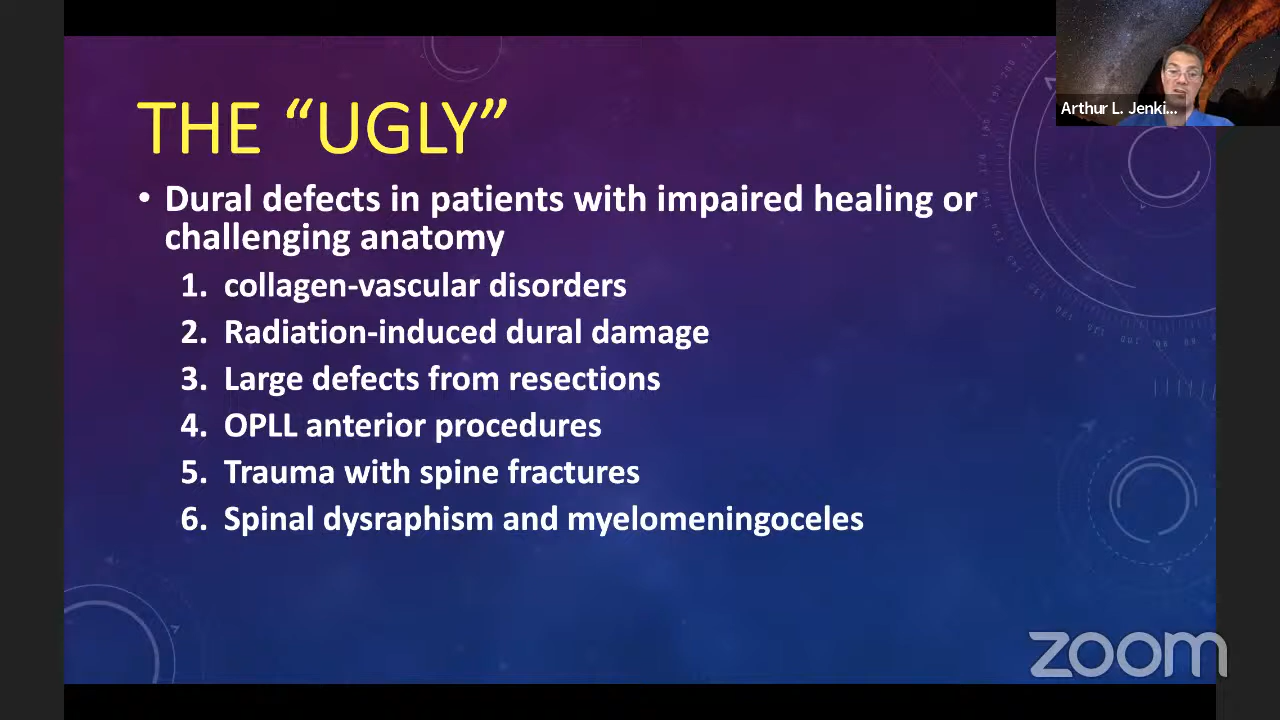 Arthur L. Jenki...
THE “UGLY”
• Dural defects in patients with impaired healing or
challenging anatomy
1. collagen-vascular disorders
2. Radiation-induced dural damage
3. Large defects from resections
4. OPLL anterior procedures
5. Trauma with spine fractures
6. Spinal dysraphism and myelomeningoceles
zoom